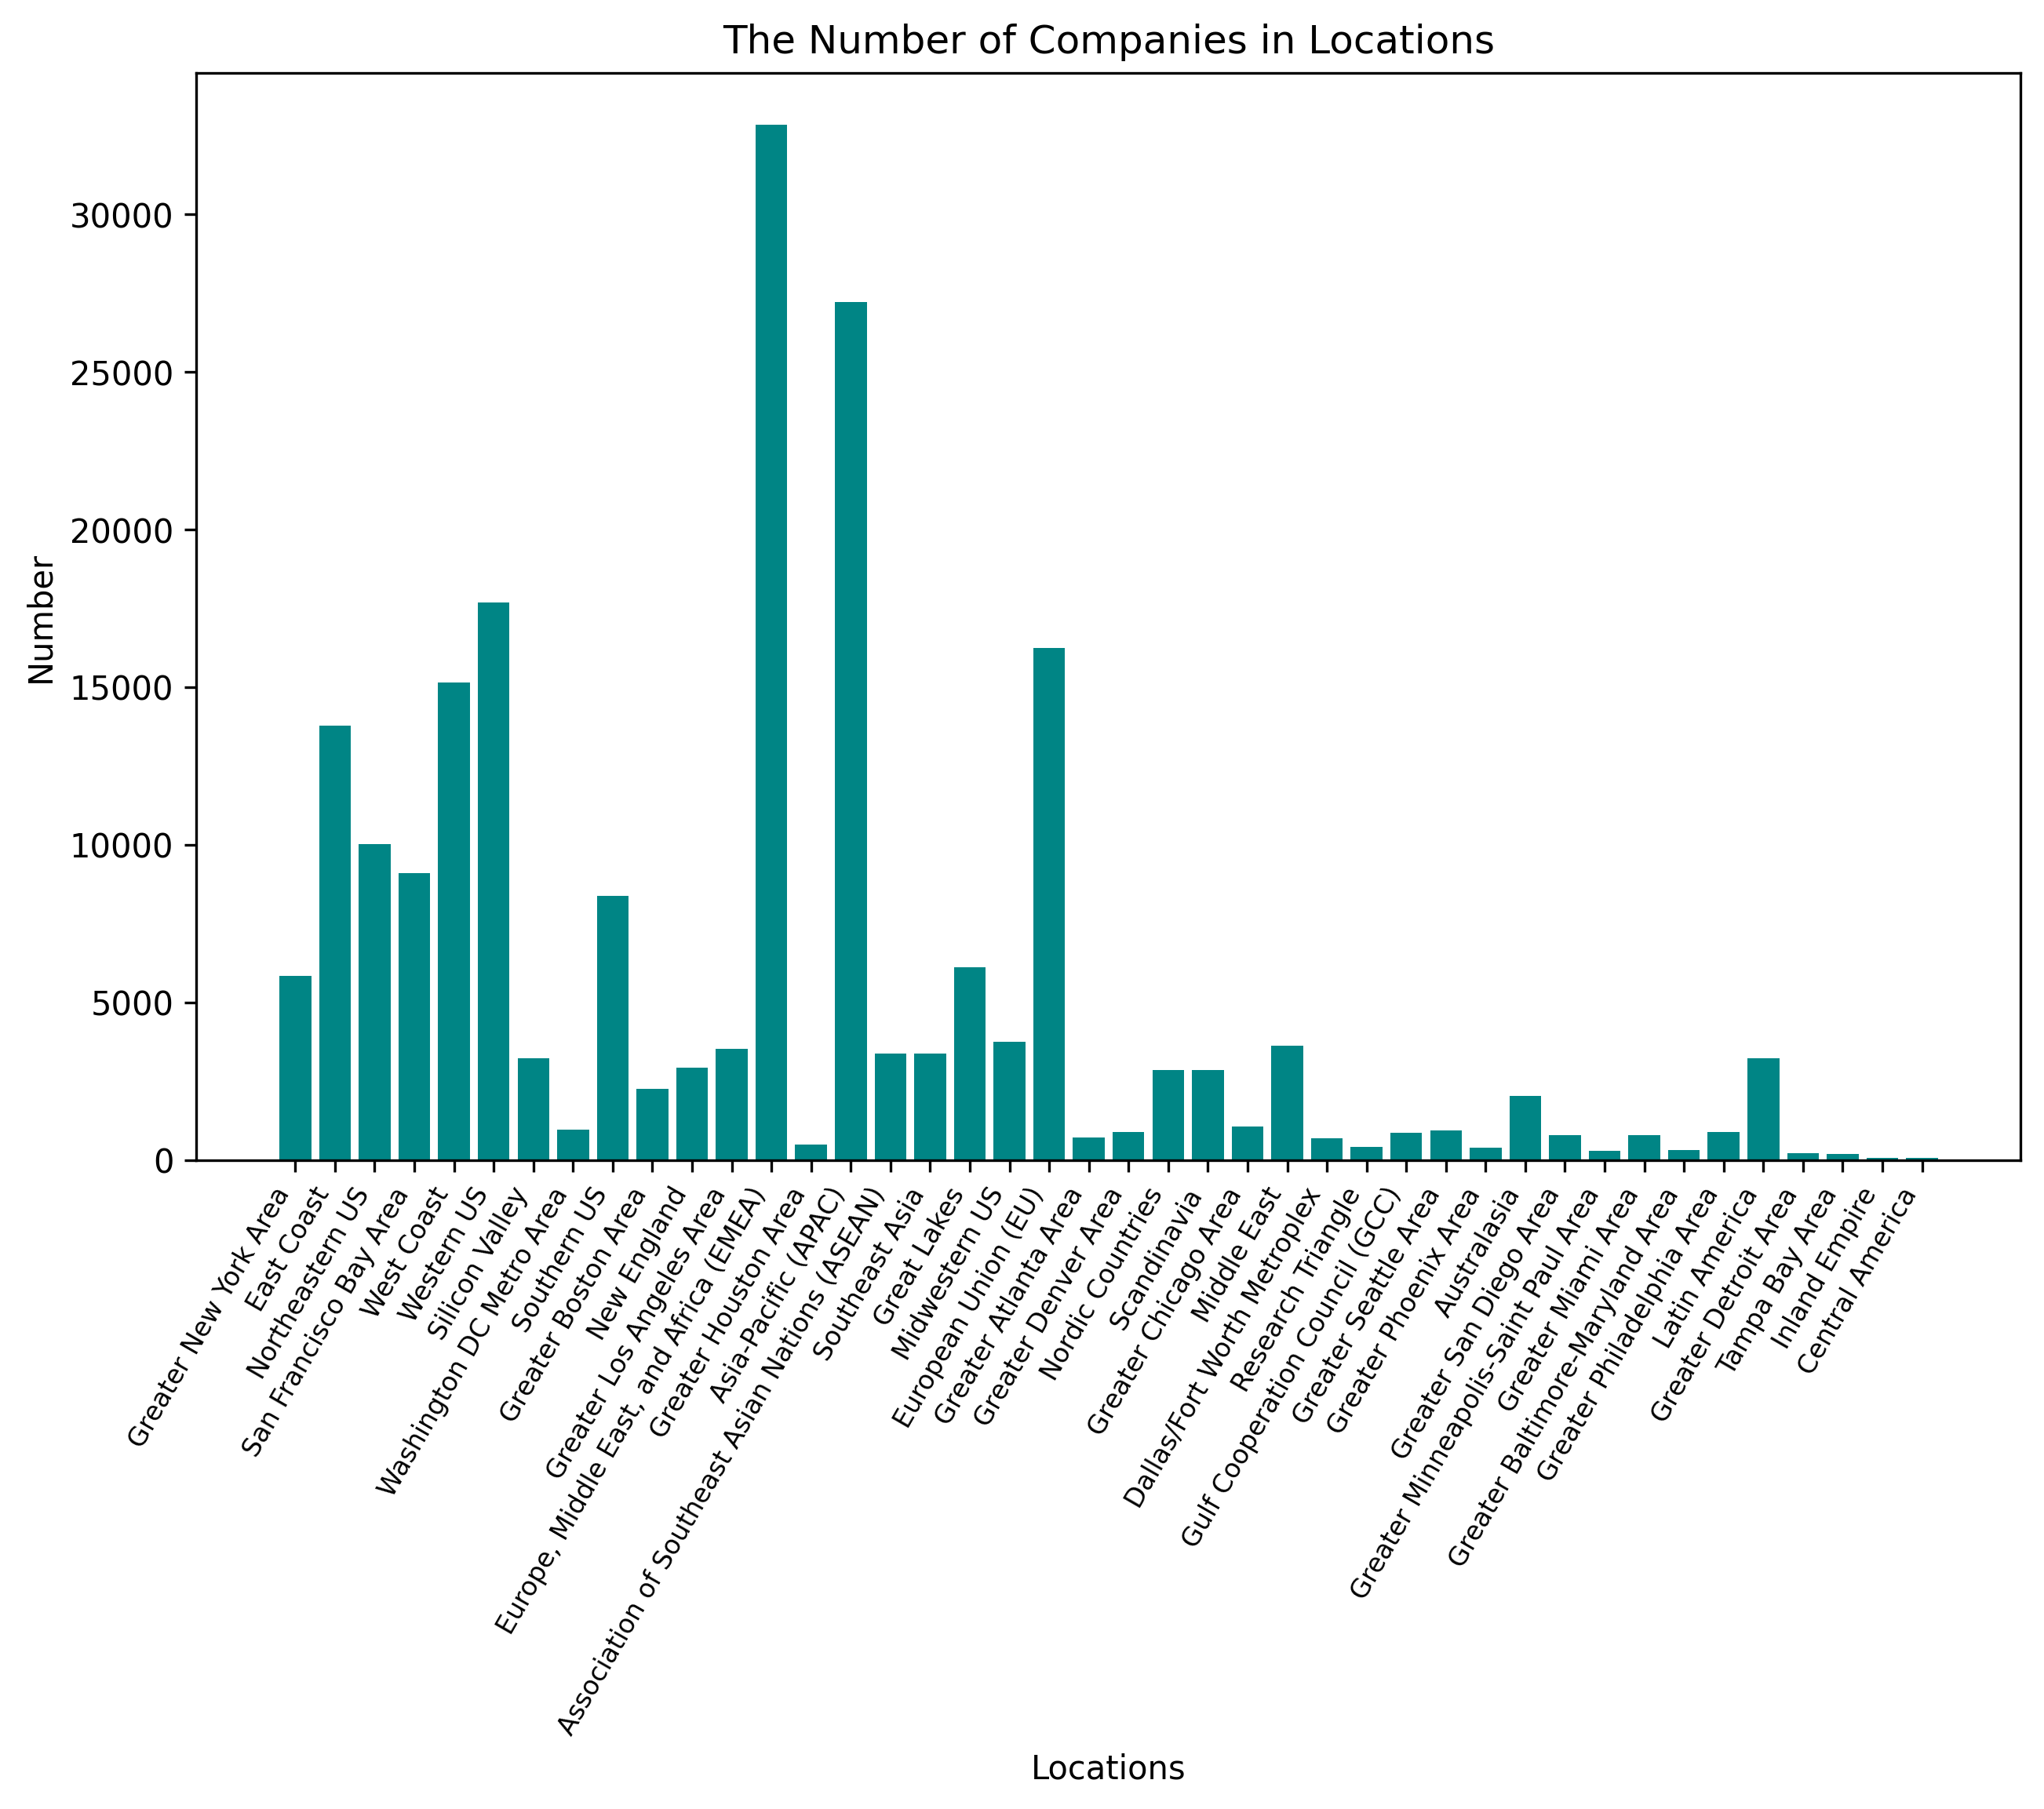 The Number of Companies in Locations
Number
30000
25000
20000
15000
10000
5000
0
Greater New York Area
East Coast
Northeastern US
San Francisco Bay Area
West Coast
Western US
Silicon Valley
Washington DC Metro Area
Southern US
Greater Boston Area
New England
Greater Los Angeles Area
Europe, Middle East, and Africa (EMEA)
Greater Houston Area
Asia-Pacific (APAC)
Association of Southeast Asian Nations (ASEAN)
Southeast Asia
Great Lakes
Midwestern US
European Union (EU)
Greater Atlanta Area
Greater Denver Area
Nordic Countries
Scandinavia
Greater Chicago Area
Middle East
Dallas/Fort Worth Metroplex
Research Triangle
Gulf Cooperation Council (GCC)
Greater Seattle Area
Greater Phoenix Area
Australasia
Greater San Diego Area
Greater Minneapolis-Saint Paul Area
Greater Miami Area
Greater Baltimore-Maryland Area
Greater Philadelphia Area
Latin America
Greater Detroit Area
Tampa Bay Area
Inland Empire
Central America
Locations